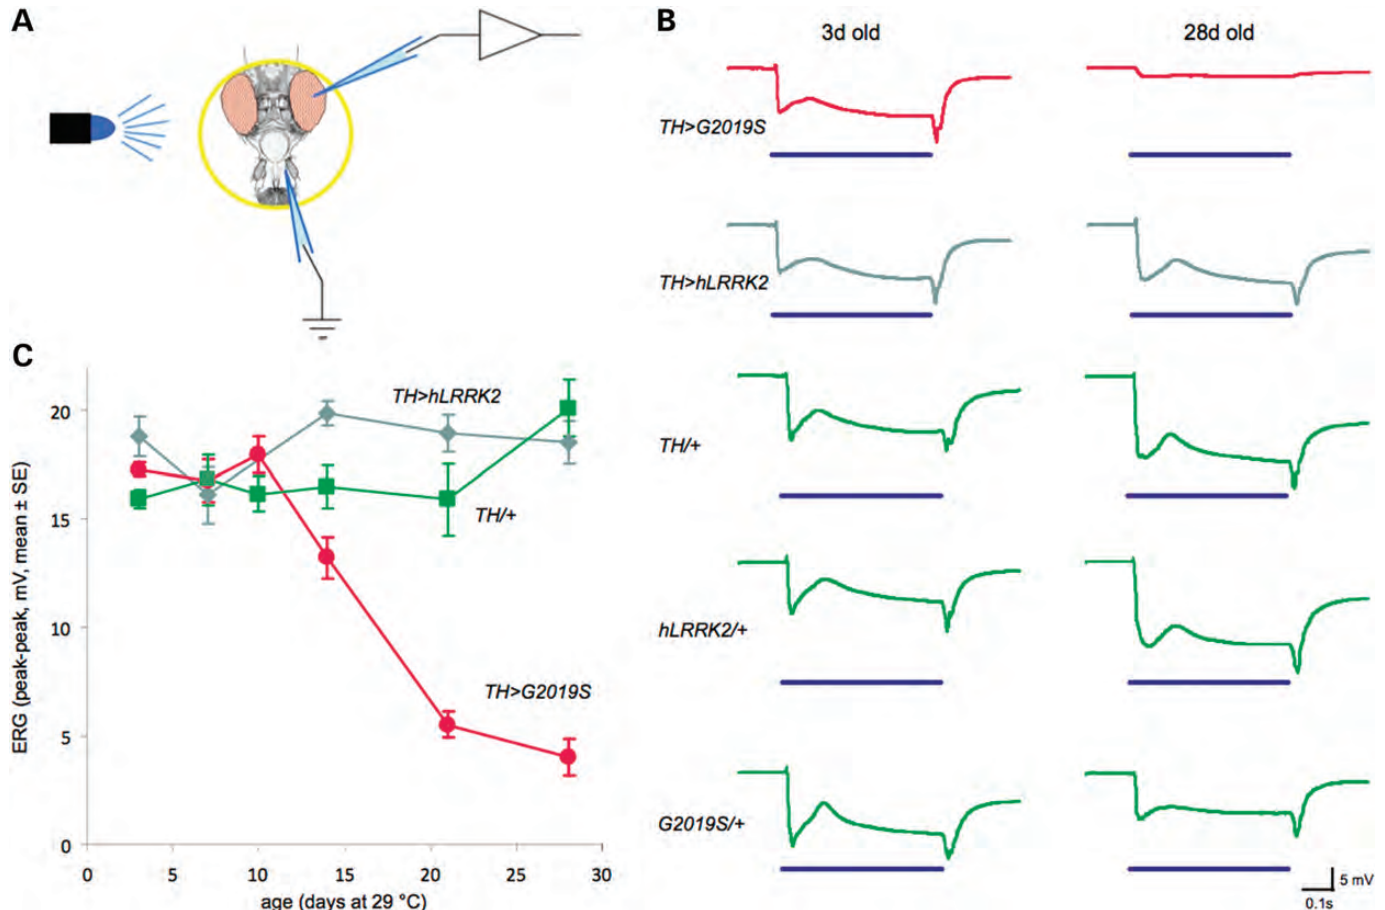 A
B
3d old
28d old
TH>G2019S
TH>hLRRK2
TH/+
hLRRK2/+
G2019S/+
5 mV
0.1s
C
ERG (peak-peak, mV, mean ± SE)
20
15
10
5
0
TH>hLRRK2
TH/+
TH>G2019S
0 5 10 15 20 25 30
age (days at 29 °C)